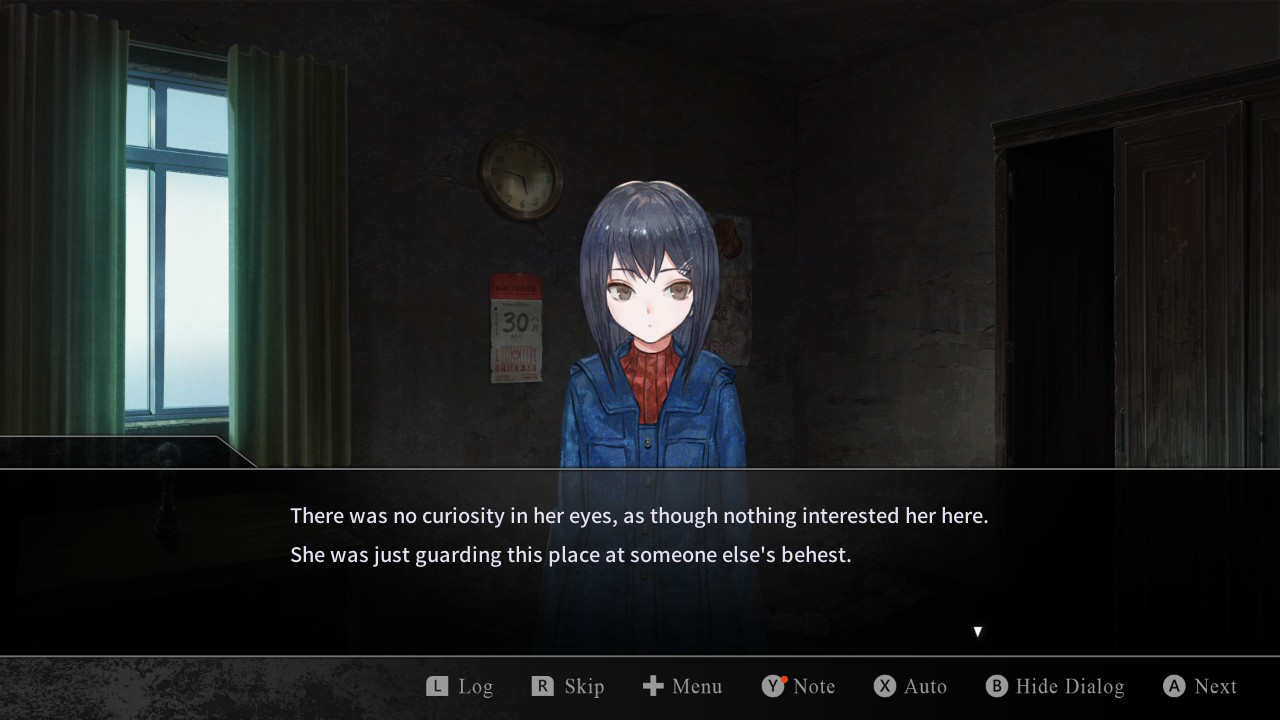 30
There was no curiosity in her eyes, as though nothing interested her here.
She was just guarding this place at someone else's behest.
L Log R Skip Menu Y Note X Auto B Hide Dialog A Next